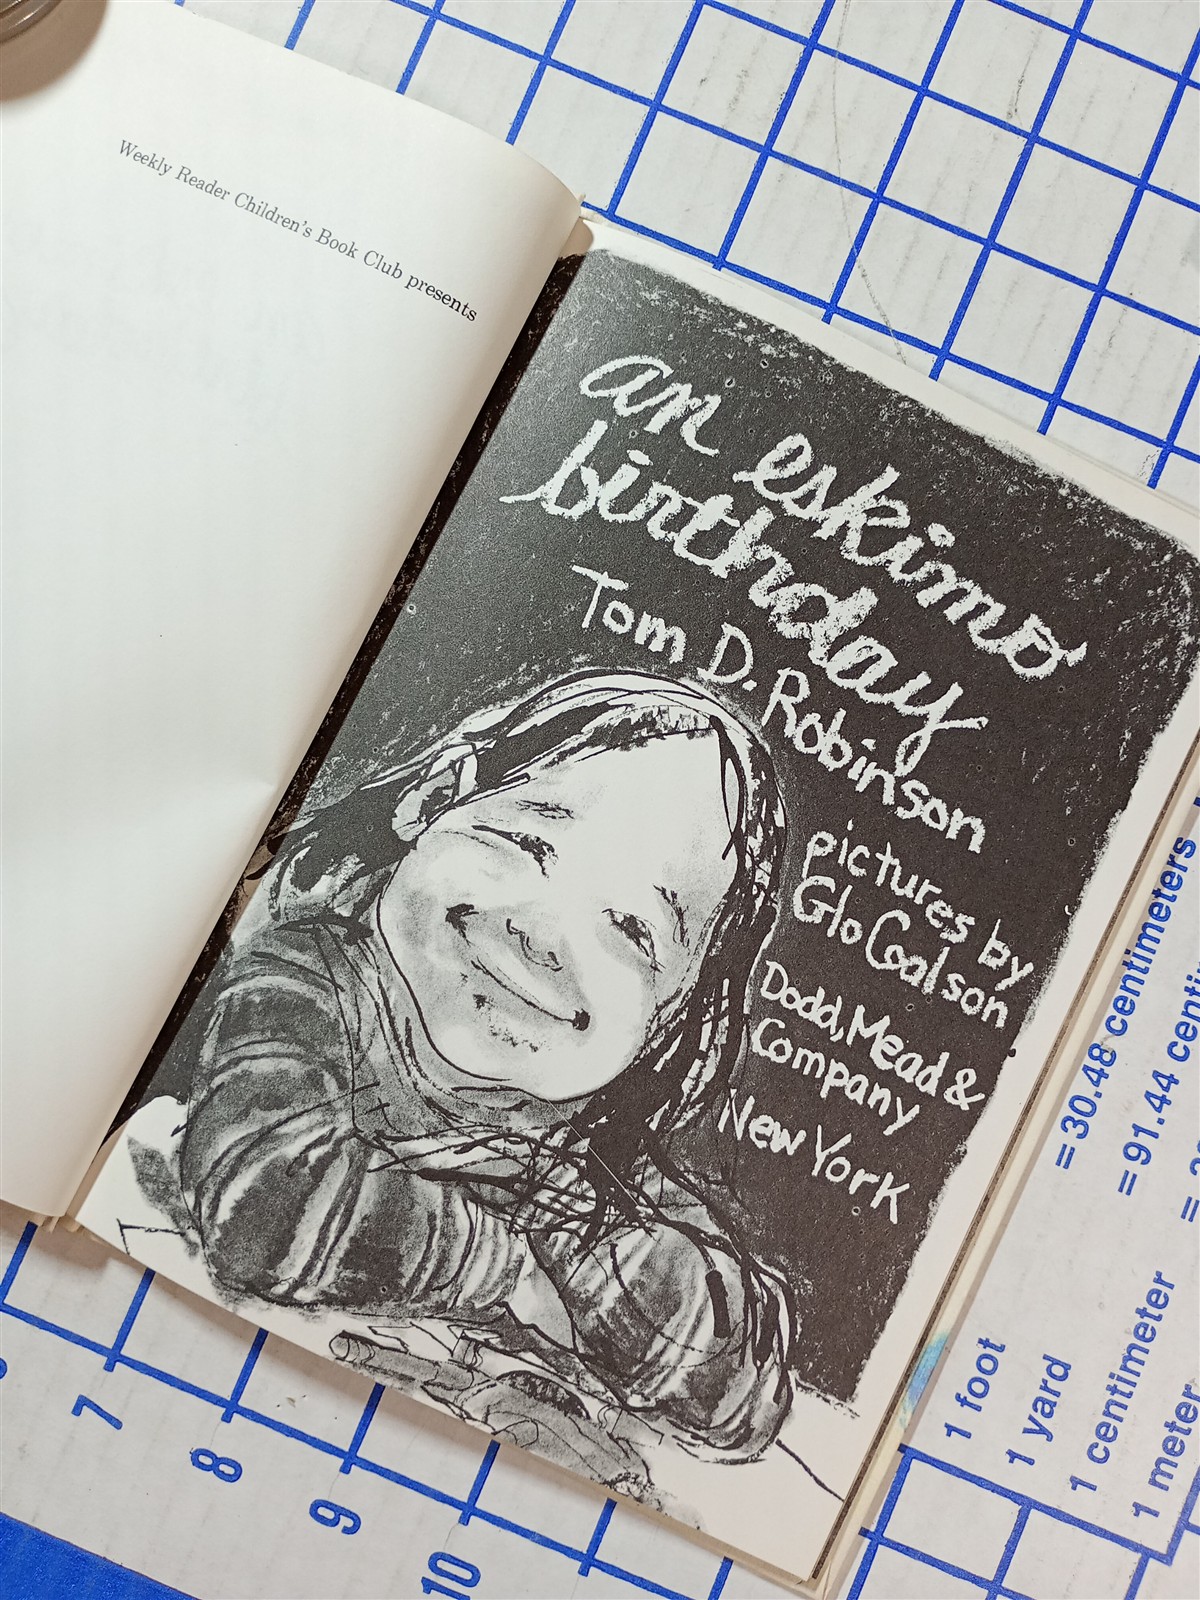 Weekly Reader Children's Book Club presents
an eskimo
birthday
Tom D. Robinson
pictures by
Glo Coalson
Dodd, Mead &
Company
New York
1 foot = 30.48 centimeters
1 yard = 91.44
1 centimeter
1 meter
7
8
9
10